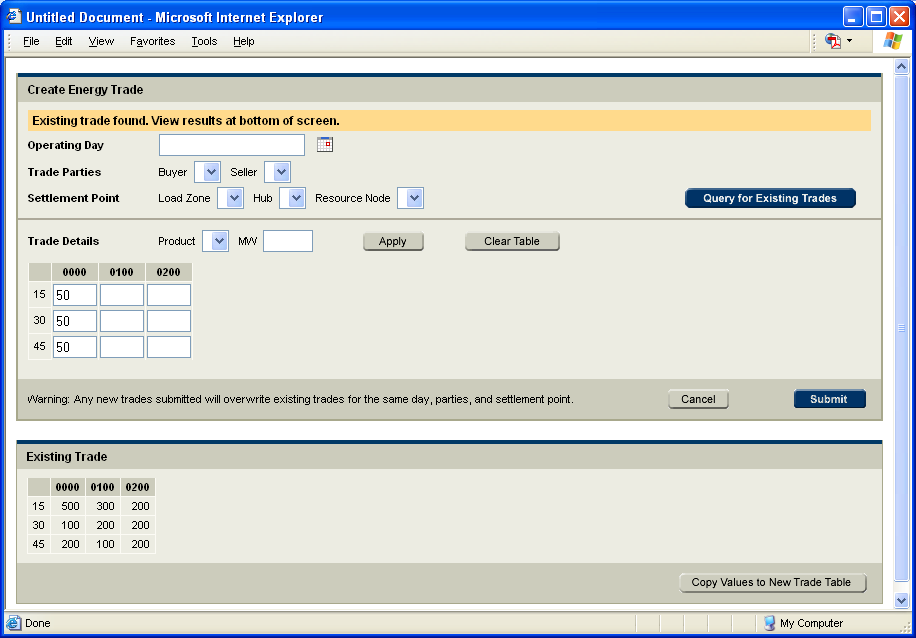 Untitled Document - Microsoft Internet Explorer
File Edit View Favorites Tools Help
Create Energy Trade
Existing trade found. View results at bottom of screen.
Operating Day
Trade Parties Buyer Seller
Settlement Point Load Zone Hub Resource Node Query for Existing Trades
Trade Details Product MW Apply Clear Table
0000 0100 0200
15 50
30 50
45 50
Warning: Any new trades submitted will overwrite existing trades for the same day, parties, and settlement point. Cancel Submit
Existing Trade
0000 0100 0200
15 500 300 200
30 100 200 200
45 200 100 200
Copy Values to New Trade Table
Done My Computer